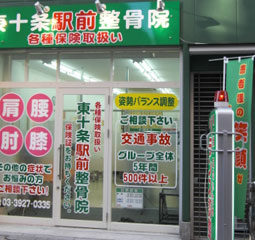 東十条駅前整骨院
各種保険取扱い
肩
腰
肘
膝
その他の症状で
お悩みの方
ご相談下さい!
03-3927-0335
各種保険取扱い
東十条駅前整骨院
姿勢バランス調整
ご相談下さい
交通事故
グループ全体
5年間
500件以上
笑顔